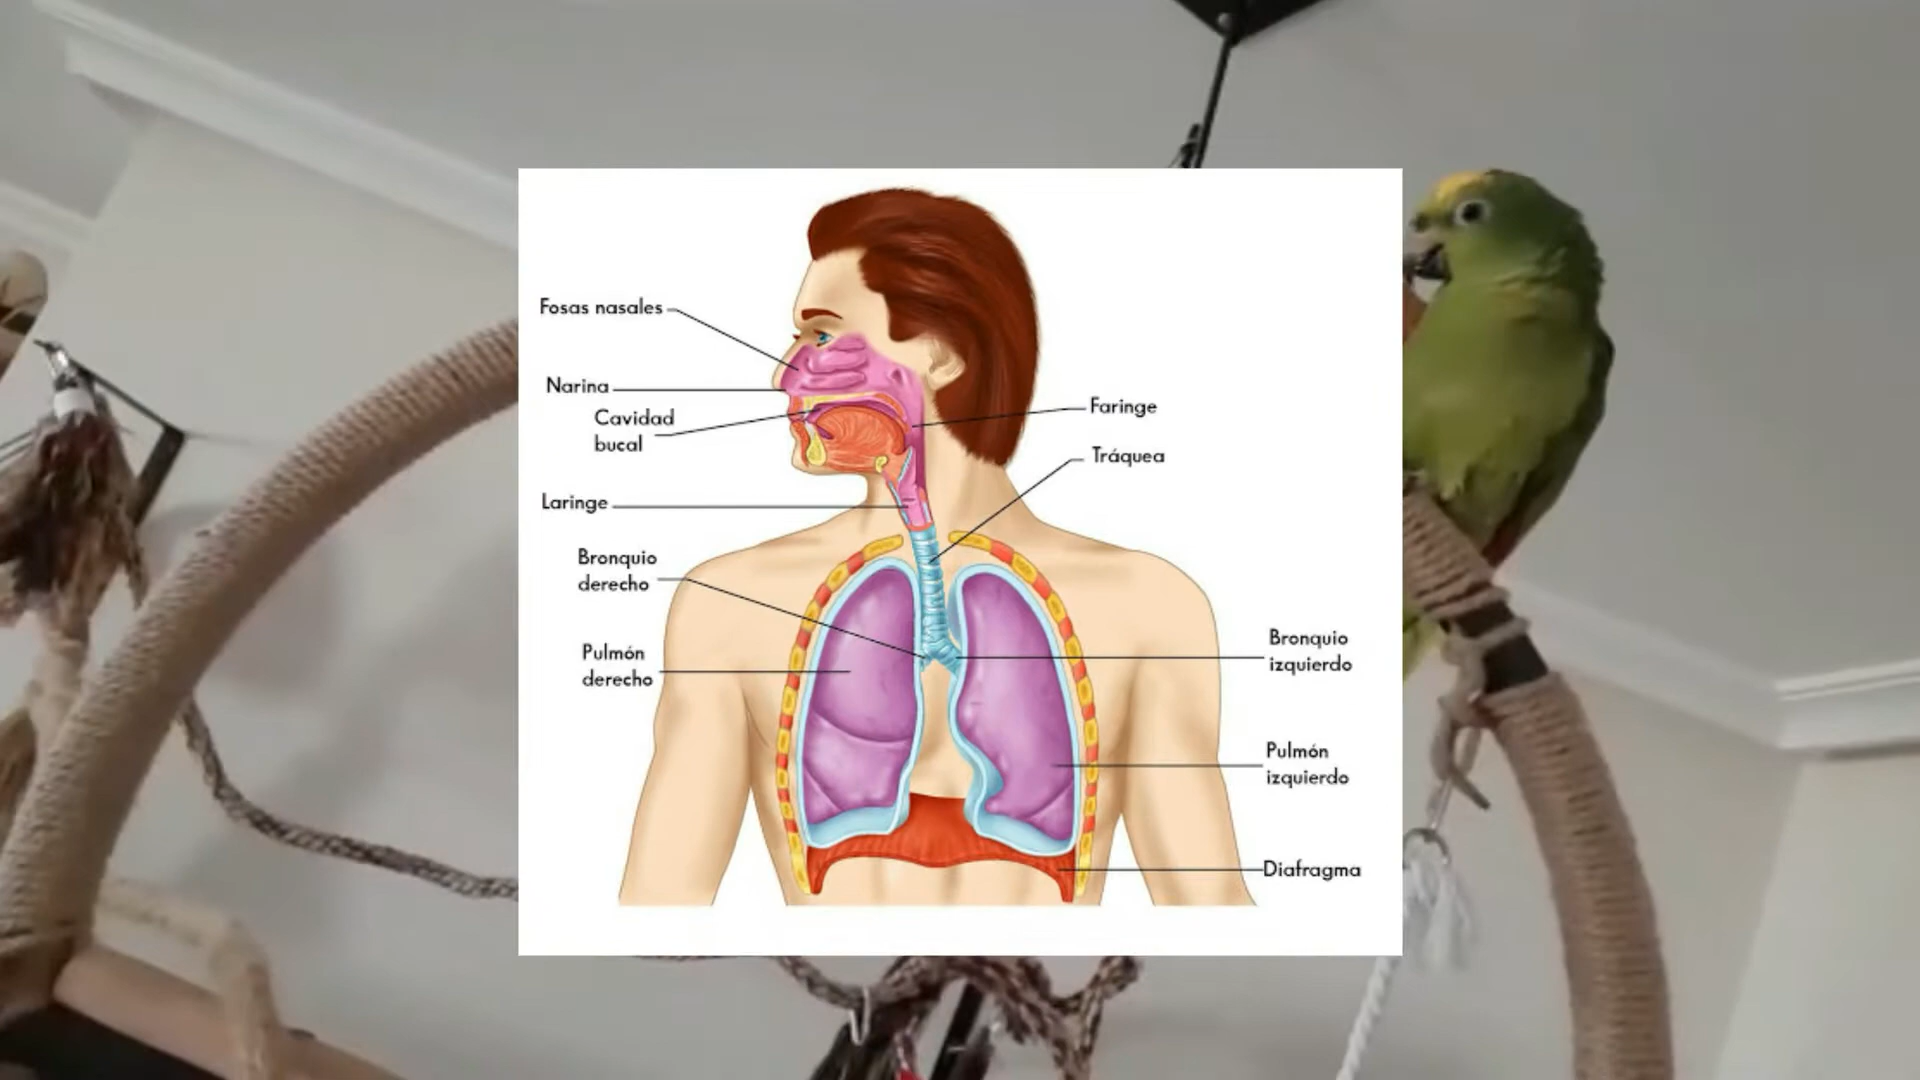 Fosas nasales
Narina
Cavidad
bucal
Laringe
Bronquio
derecho
Pulmón
derecho
Faringe
Tráquea
Bronquio
izquierdo
Pulmón
izquierdo
Diafragma